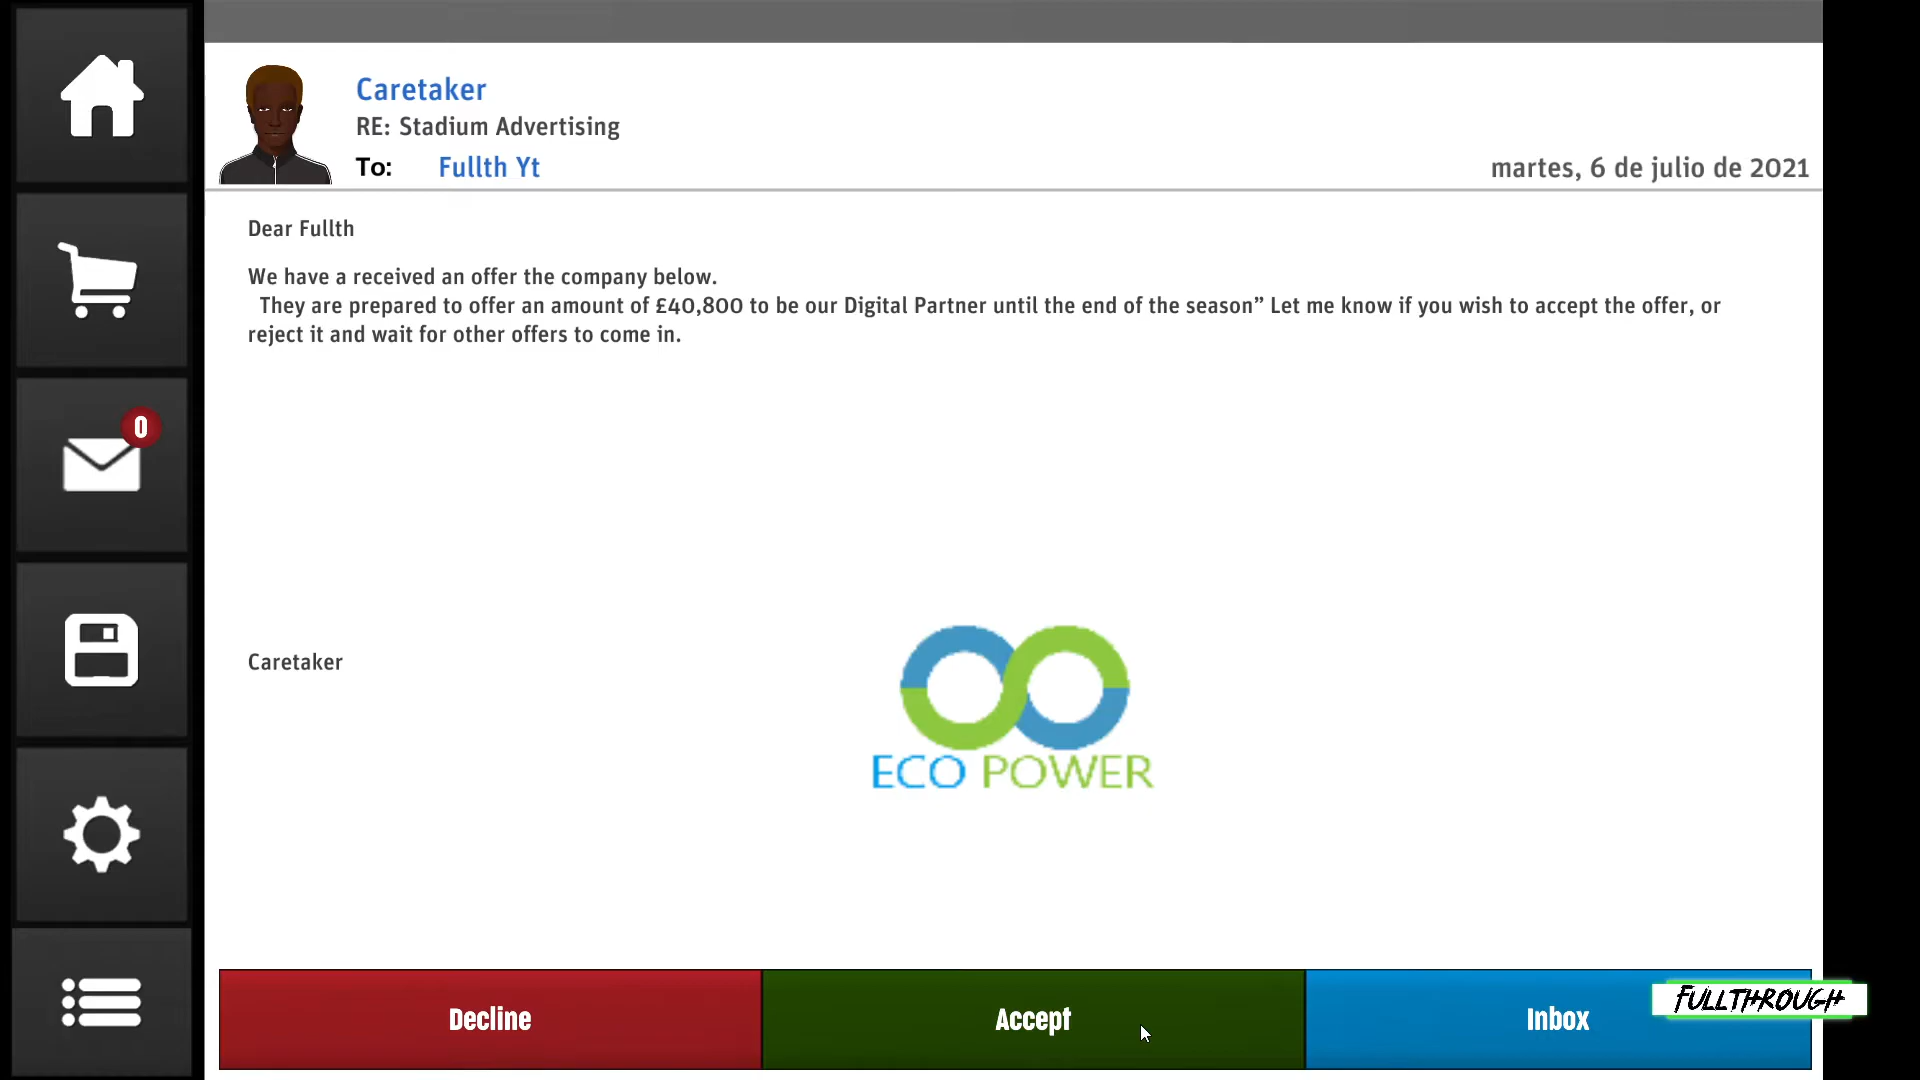 Caretaker
RE: Stadium Advertising
To: Fullth Yt
martes, 6 de julio de 2021
Dear Fullth
We have a received an offer the company below.
They are prepared to offer an amount of £40,800 to be our Digital Partner until the end of the season” Let me know if you wish to accept the offer, or
reject it and wait for other offers to come in.
0
Caretaker
ECO POWER
Decline
Accept
Inbox
FULLTHROUGH